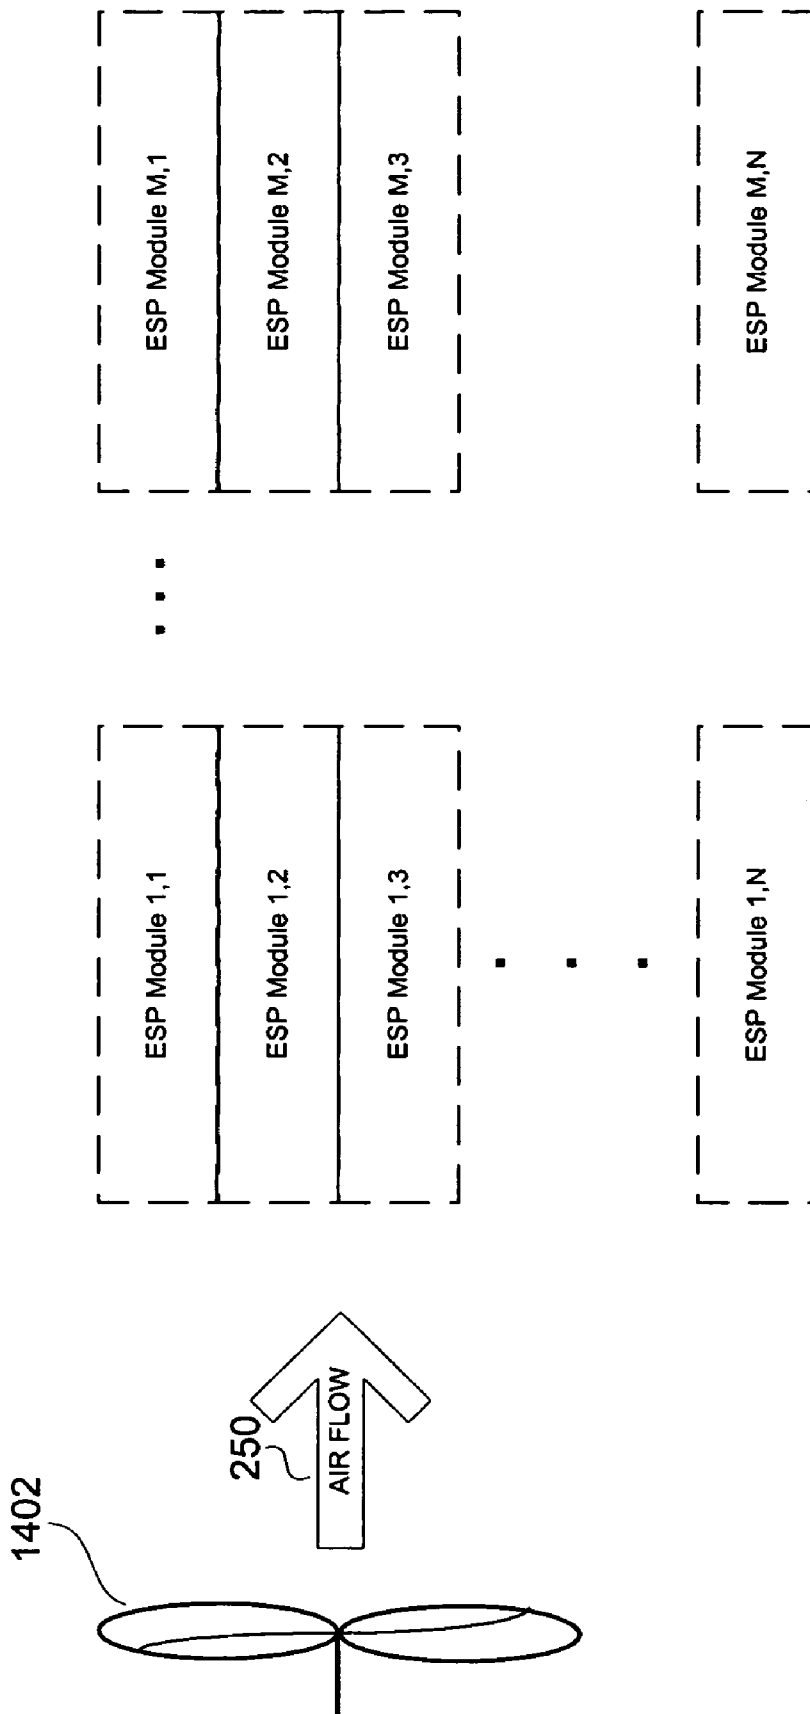 1402
250
AIR FLOW
ESP Module 1,1
ESP Module 1,2
ESP Module 1,3
ESP Module 1,N
ESP Module M,1
ESP Module M,2
ESP Module M,3
ESP Module M,N